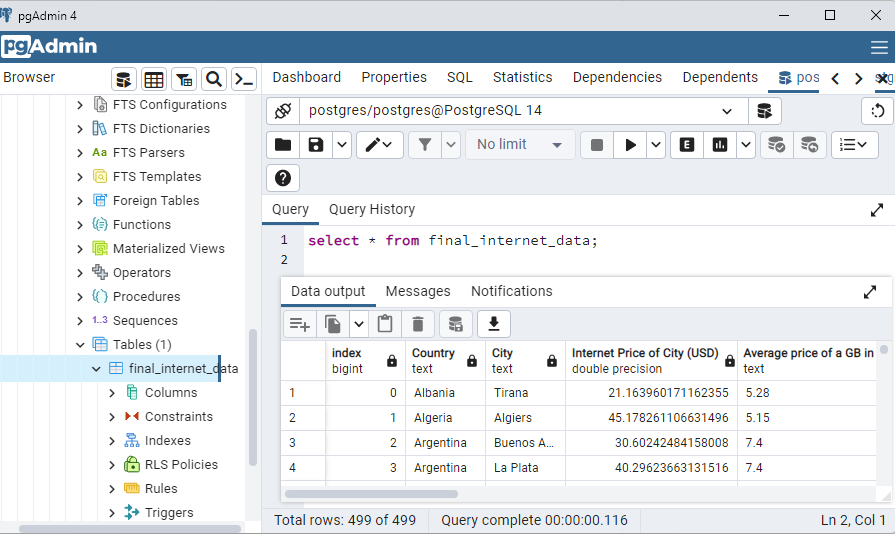 pgAdmin 4
pgAdmin
Browser
Dashboard Properties SQL Statistics Dependencies Dependents pos
FTS Configurations
FTS Dictionaries
FTS Parsers
FTS Templates
Foreign Tables
Functions
Materialized Views
Operators
Procedures
1..3 Sequences
Tables (1)
final_internet_data
Columns
Constraints
Indexes
RLS Policies
Rules
Triggers
postgres/postgres@PostgreSQL 14
No limit
E
Query Query History
1 select * from final_internet_data;
2
Data output Messages Notifications
index bigint Country text City text Internet Price of City (USD) double precision Average price of a GB in text
1 0 Albania Tirana 21.163960171162355 5.28
2 1 Algeria Algiers 45.178261106631496 5.15
3 2 Argentina Buenos A... 30.60242484158008 7.4
4 3 Argentina La Plata 40.29623663131516 7.4
Total rows: 499 of 499 Query complete 00:00:00.116 Ln 2, Col 1